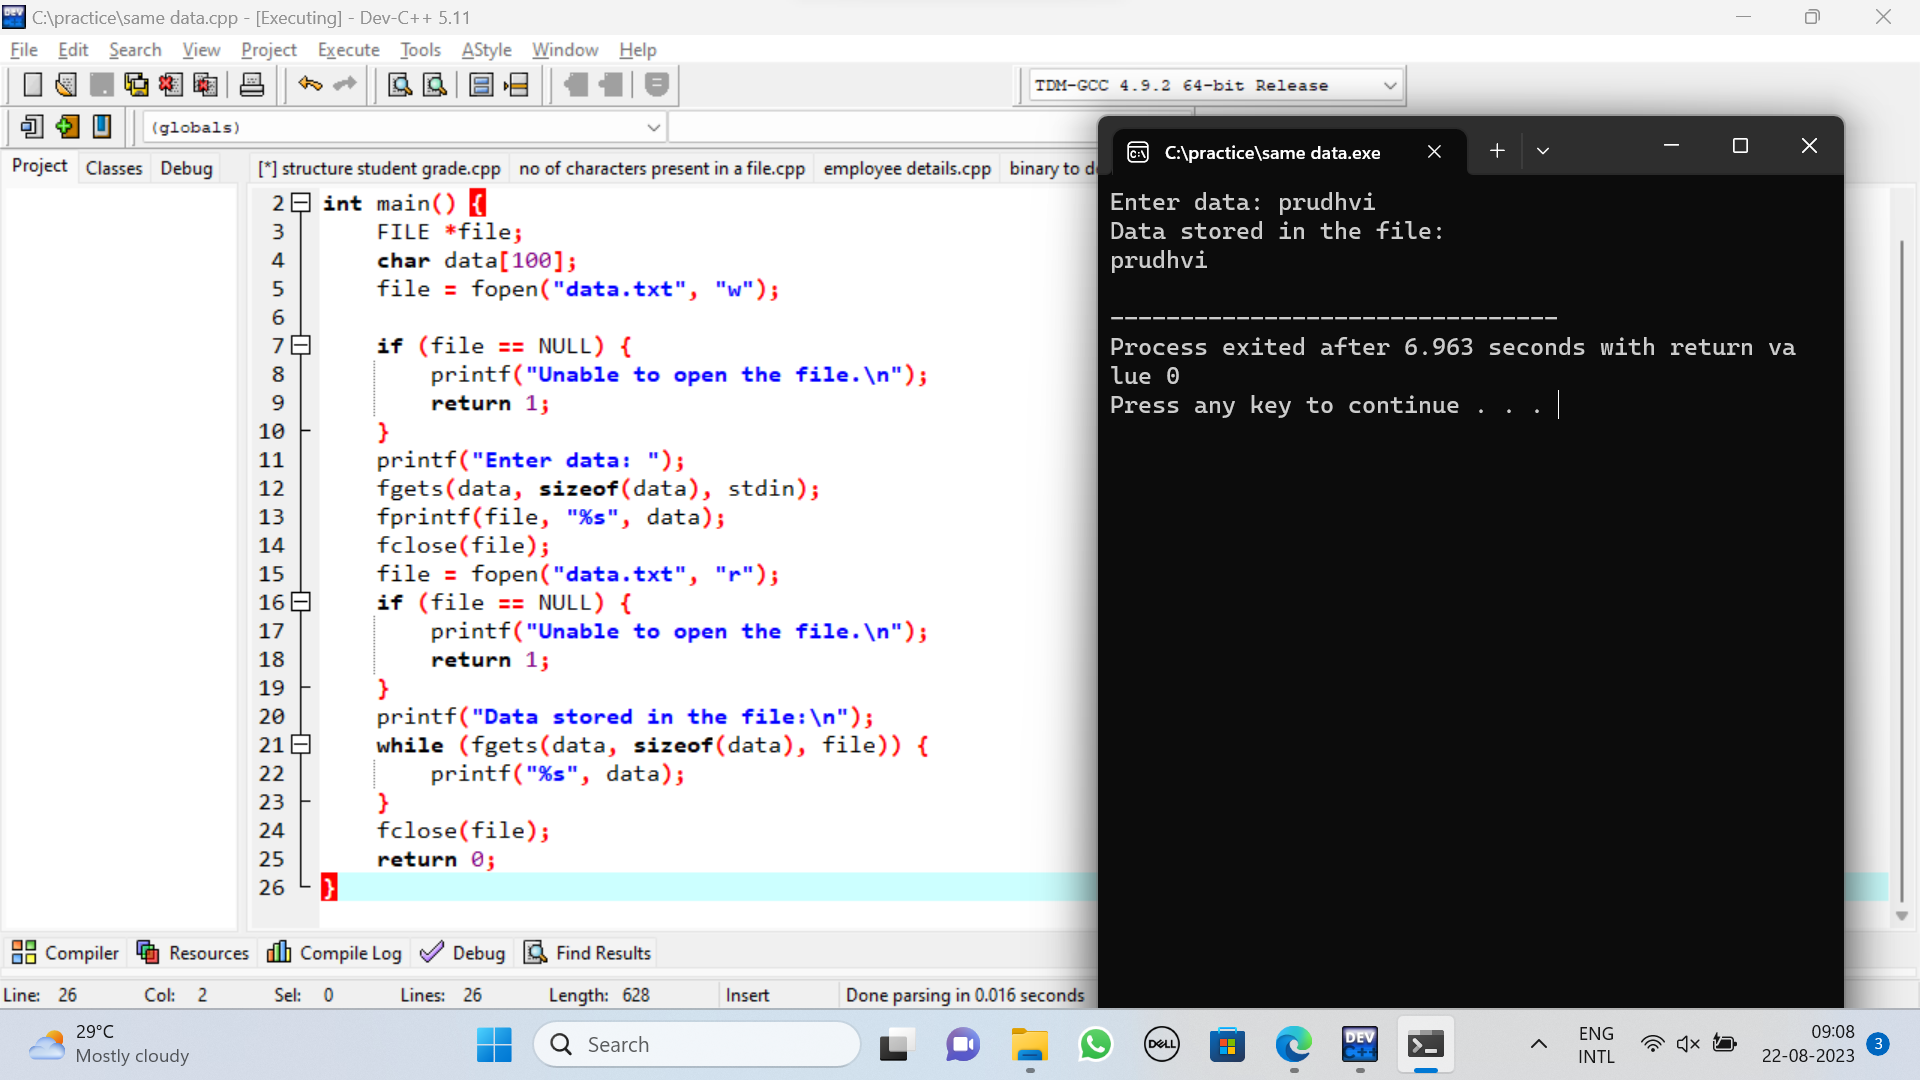 C:\practice\same data.cpp - [Executing] - Dev-C++ 5.11
File Edit Search View Project Execute Tools AStyle Window Help
TDM-GCC 4.9.2 64-bit Release
(globals)
Project Classes Debug
[*] structure student grade.cpp no of characters present in a file.cpp employee details.cpp binary to d
2 int main() {
3 FILE *file;
4 char data[100];
5 file = fopen("data.txt", "w");
6
7 if (file == NULL) {
8 printf("Unable to open the file.\n");
9 return 1;
10 }
11 printf("Enter data: ");
12 fgets(data, sizeof(data), stdin);
13 fprintf(file, "%s", data);
14 fclose(file);
15 file = fopen("data.txt", "r");
16 if (file == NULL) {
17 printf("Unable to open the file.\n");
18 return 1;
19 }
20 printf("Data stored in the file:\n");
21 while (fgets(data, sizeof(data), file)) {
22 printf("%s", data);
23 }
24 fclose(file);
25 return 0;
26 }
C:\practice\same data.exe
Enter data: prudhvi
Data stored in the file:
prudhvi
--------------------------------
Process exited after 6.963 seconds with return va
lue 0
Press any key to continue . . .
Compiler Resources Compile Log Debug Find Results
Line: 26 Col: 2 Sel: 0 Lines: 26 Length: 628 Insert Done parsing in 0.016 seconds
29°C
Mostly cloudy
Search
DELL
DEV
C++
ENG
INTL
09:08
22-08-2023
3